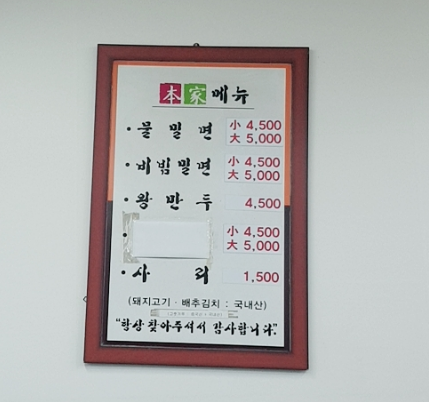 本家 메뉴
· 물밀면 小 4,500
大 5,000
· 비빔밀면 小 4,500
大 5,000
· 왕만두 4,500
· 小 4,500
大 5,000
· 사리 1,500
(돼지고기 · 배추김치 : 국내산)
"항상 찾아주셔서 감사합니다."